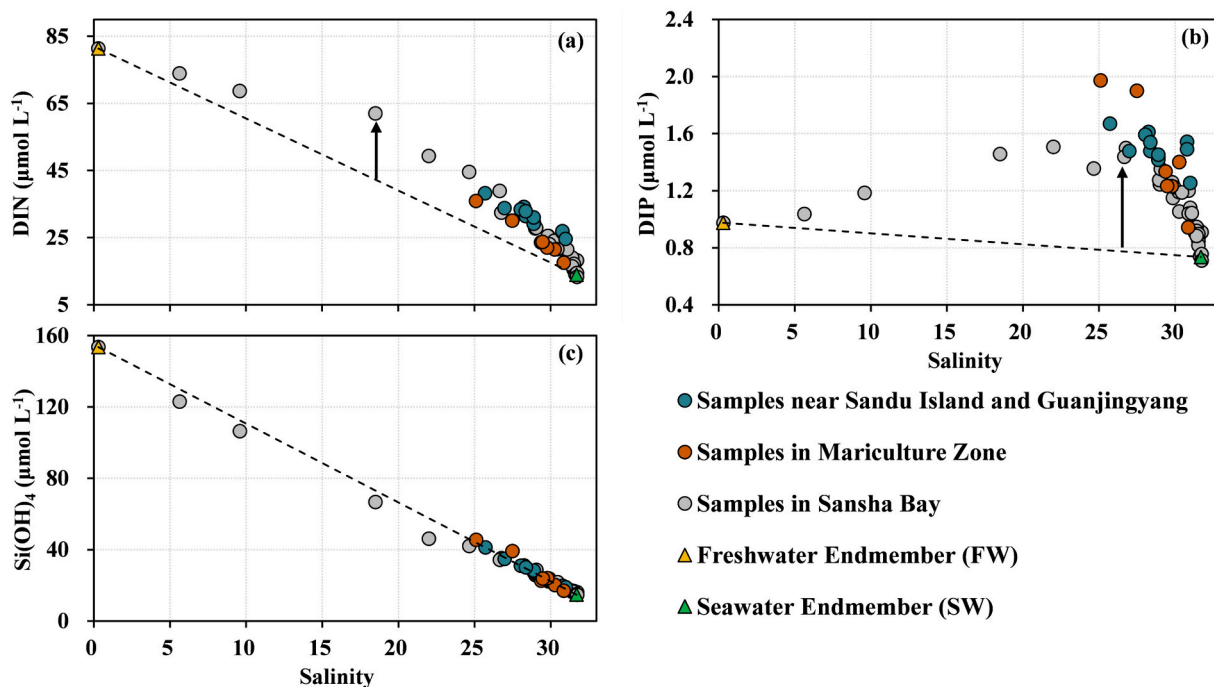 (a)
DIN (μmol L⁻¹)
85
65
45
25
5
(b)
DIP (μmol L⁻¹)
2.4
2.0
1.6
1.2
0.8
0.4
0 5 10 15 20 25 30
Salinity
(c)
Si(OH)₄ (μmol L⁻¹)
160
120
80
40
0
0 5 10 15 20 25 30
Salinity
Samples near Sandu Island and Guanjingyang
Samples in Mariculture Zone
Samples in Sansha Bay
Freshwater Endmember (FW)
Seawater Endmember (SW)